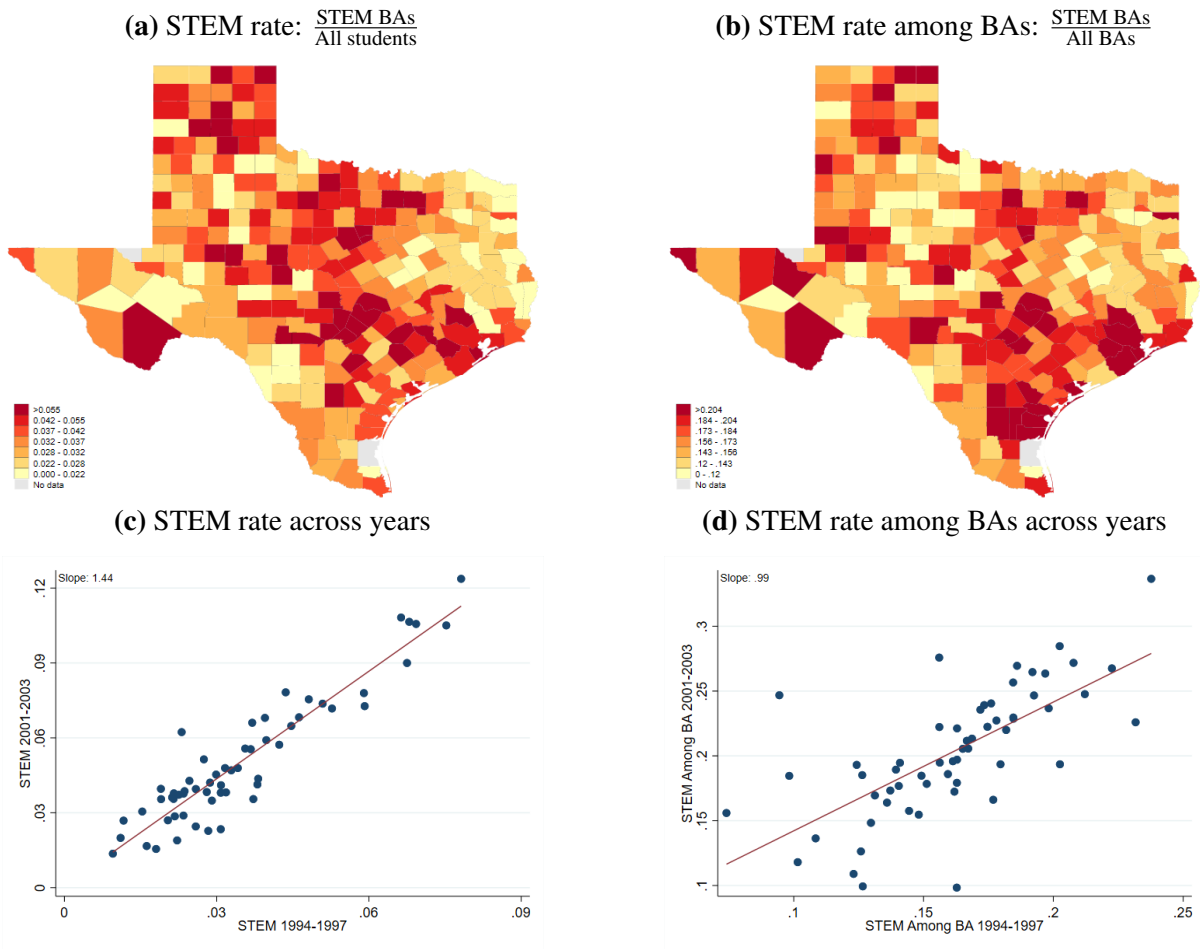 (a) STEM rate: STEM BAs / All students
(b) STEM rate among BAs: STEM BAs / All BAs
>0.055
0.042 - 0.055
0.037 - 0.042
0.032 - 0.037
0.028 - 0.032
0.022 - 0.028
0.000 - 0.022
No data
>0.204
.184 - .204
.173 - .184
.156 - .173
.143 - .156
.12 - .143
0 - .12
No data
(c) STEM rate across years
(d) STEM rate among BAs across years
Slope: 1.44
STEM 2001-2003
.12
.09
.06
.03
0
0
.03
.06
.09
STEM 1994-1997
Slope: .99
STEM Among BA 2001-2003
.3
.25
.2
.15
.1
.1
.15
.2
.25
STEM Among BA 1994-1997